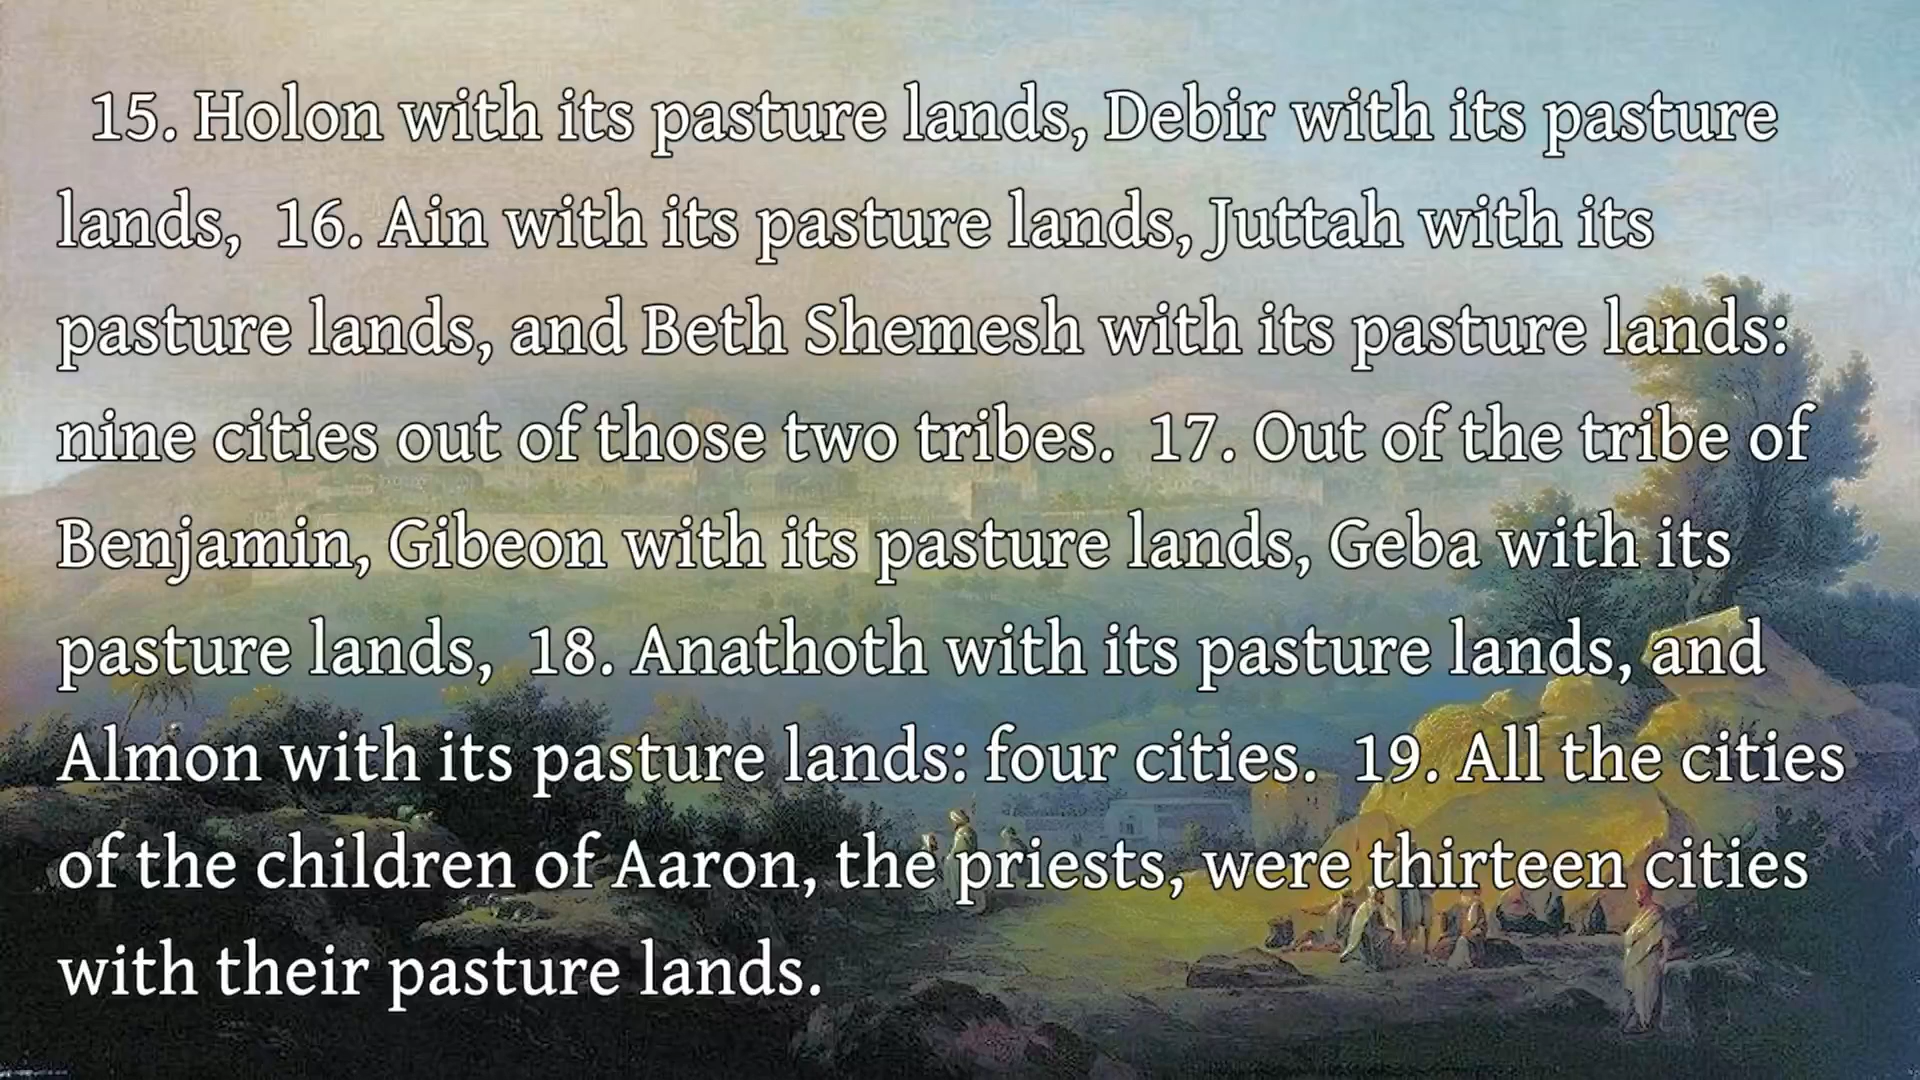 15. Holon with its pasture lands, Debir with its pasture
lands, 16. Ain with its pasture lands, Juttah with its
pasture lands, and Beth Shemesh with its pasture lands:
nine cities out of those two tribes. 17. Out of the tribe of
Benjamin, Gibeon with its pasture lands, Geba with its
pasture lands, 18. Anathoth with its pasture lands, and
Almon with its pasture lands: four cities. 19. All the cities
of the children of Aaron, the priests, were thirteen cities
with their pasture lands.